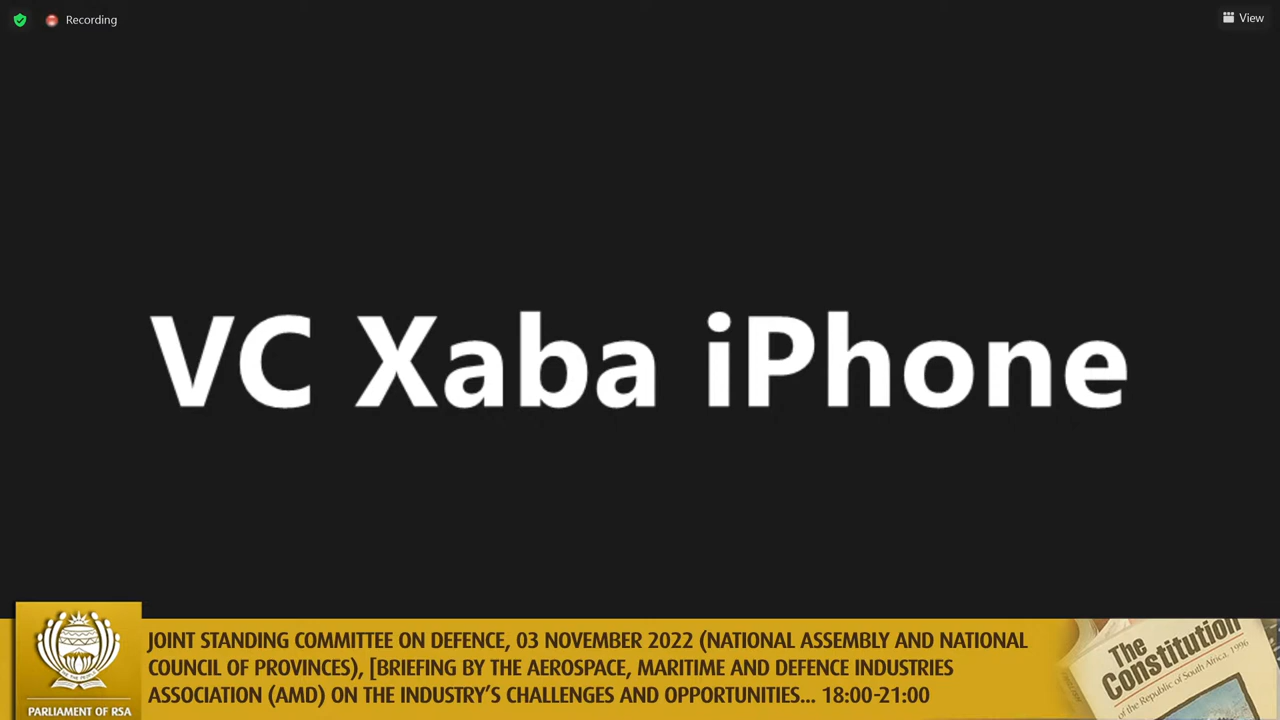 Recording
View
VC Xaba iPhone
JOINT STANDING COMMITTEE ON DEFENCE, 03 NOVEMBER 2022 (NATIONAL ASSEMBLY AND NATIONAL
COUNCIL OF PROVINCES), [BRIEFING BY THE AEROSPACE, MARITIME AND DEFENCE INDUSTRIES
ASSOCIATION (AMD) ON THE INDUSTRY'S CHALLENGES AND OPPORTUNITIES... 18:00-21:00
PARLIAMENT OF RSA
The
Constitution
of the Republic of South Africa, 1996